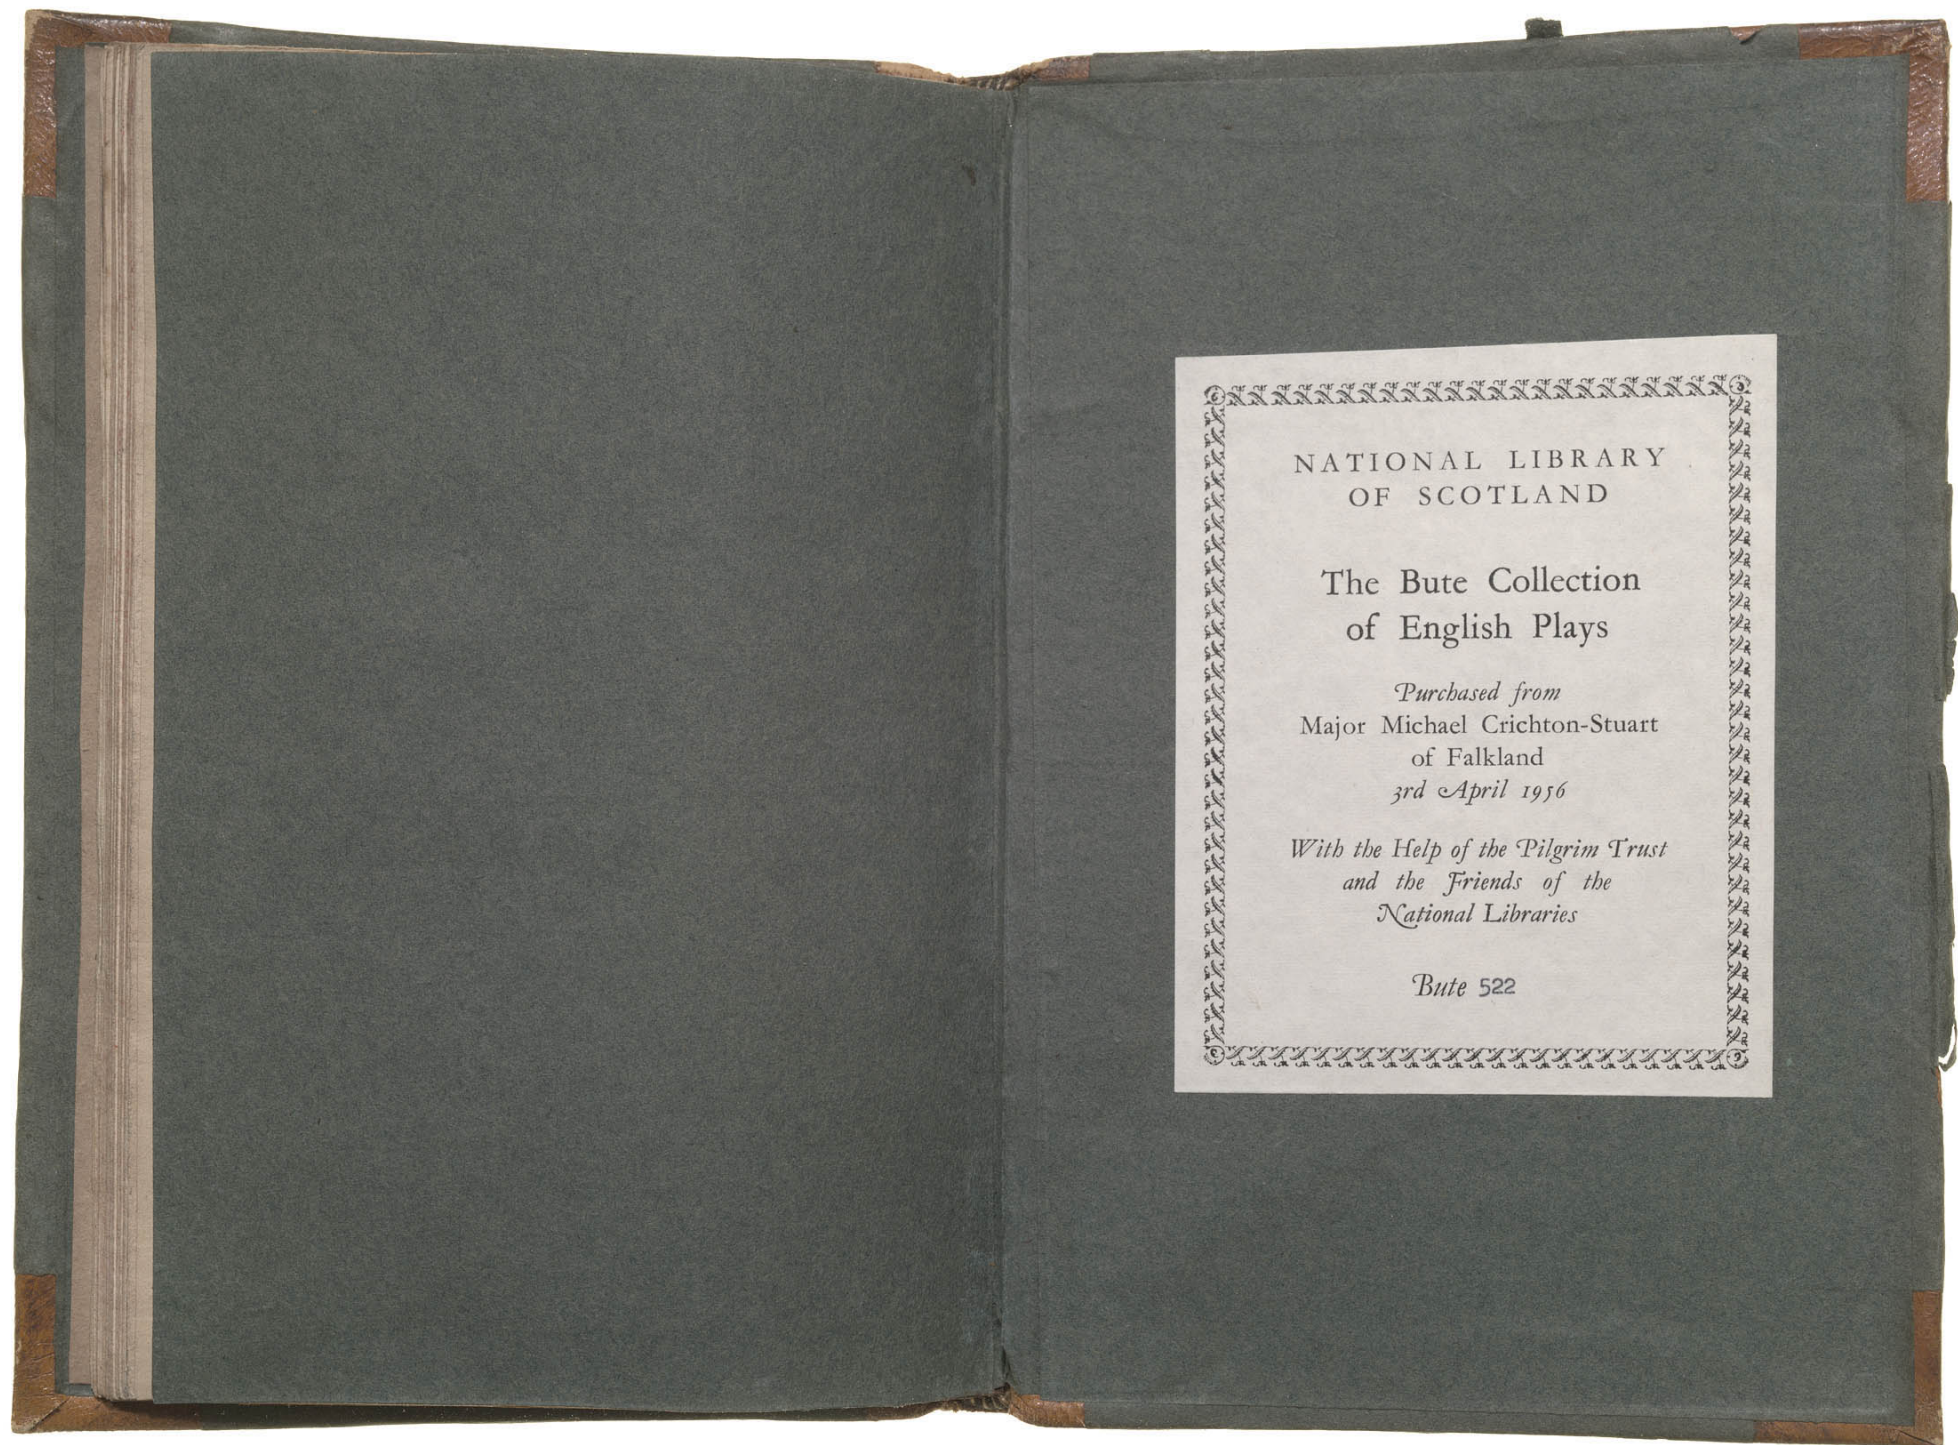 NATIONAL LIBRARY
OF SCOTLAND
The Bute Collection
of English Plays
Purchased from
Major Michael Crichton-Stuart
of Falkland
3rd April 1956
With the Help of the Pilgrim Trust
and the Friends of the
National Libraries
Bute 522